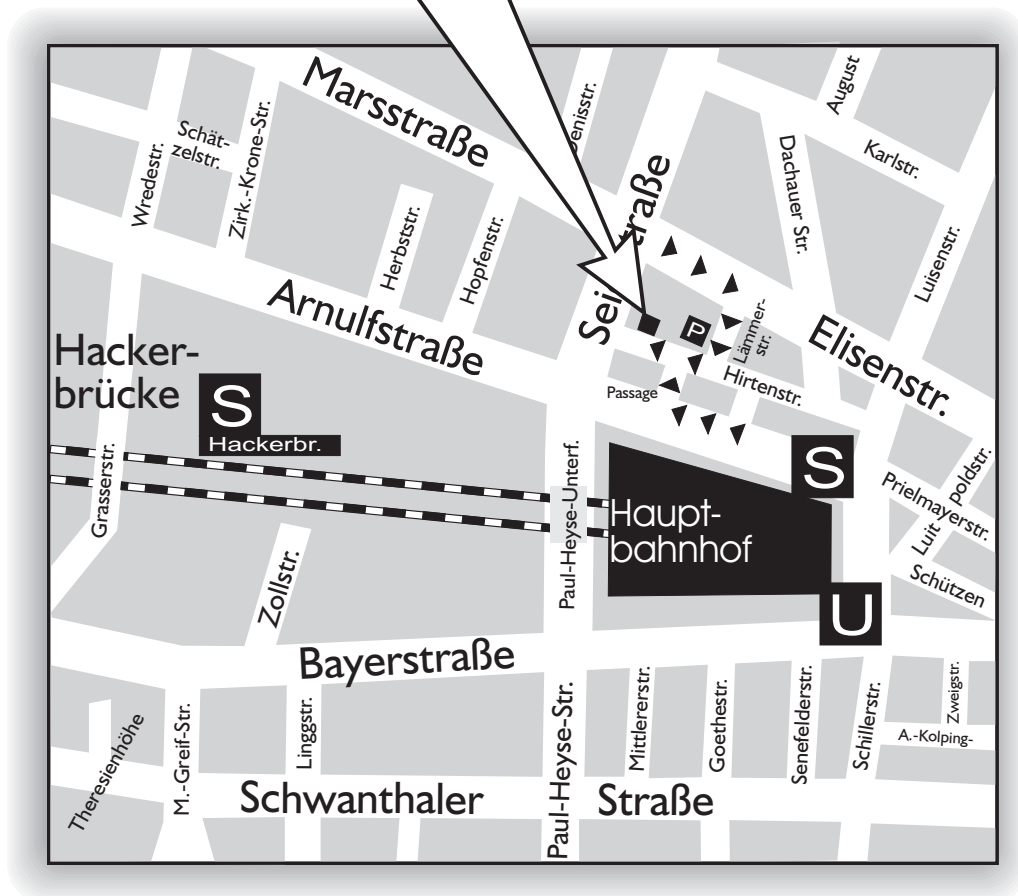 Marsstraße
Denisstr.
August
Karlstr.
Dachauer Str.
Luisenstr.
Schät-
zelstr.
Wredestr.
Zirk.-Krone-Str.
Herbststr.
Hopfenstr.
Arnulfstraße
Sei
traße
P
Lämmer-
str.
Elisenstr.
Hirtenstr.
Passage
Hacker-
brücke
S
Hackerbr.
Grasserstr.
Zollstr.
Paul-Heyse-Unterf.
Haupt-
bahnhof
S
U
Prielmayerstr.
Luit
poldstr.
Schützen
Bayerstraße
Theresienhöhe
M.-Greif-Str.
Linggstr.
Paul-Heyse-Str.
Mittlererstr.
Goethestr.
Senefelderstr.
Schillerstr.
Zweigstr.
A.-Kolping-
Schwanthaler Straße